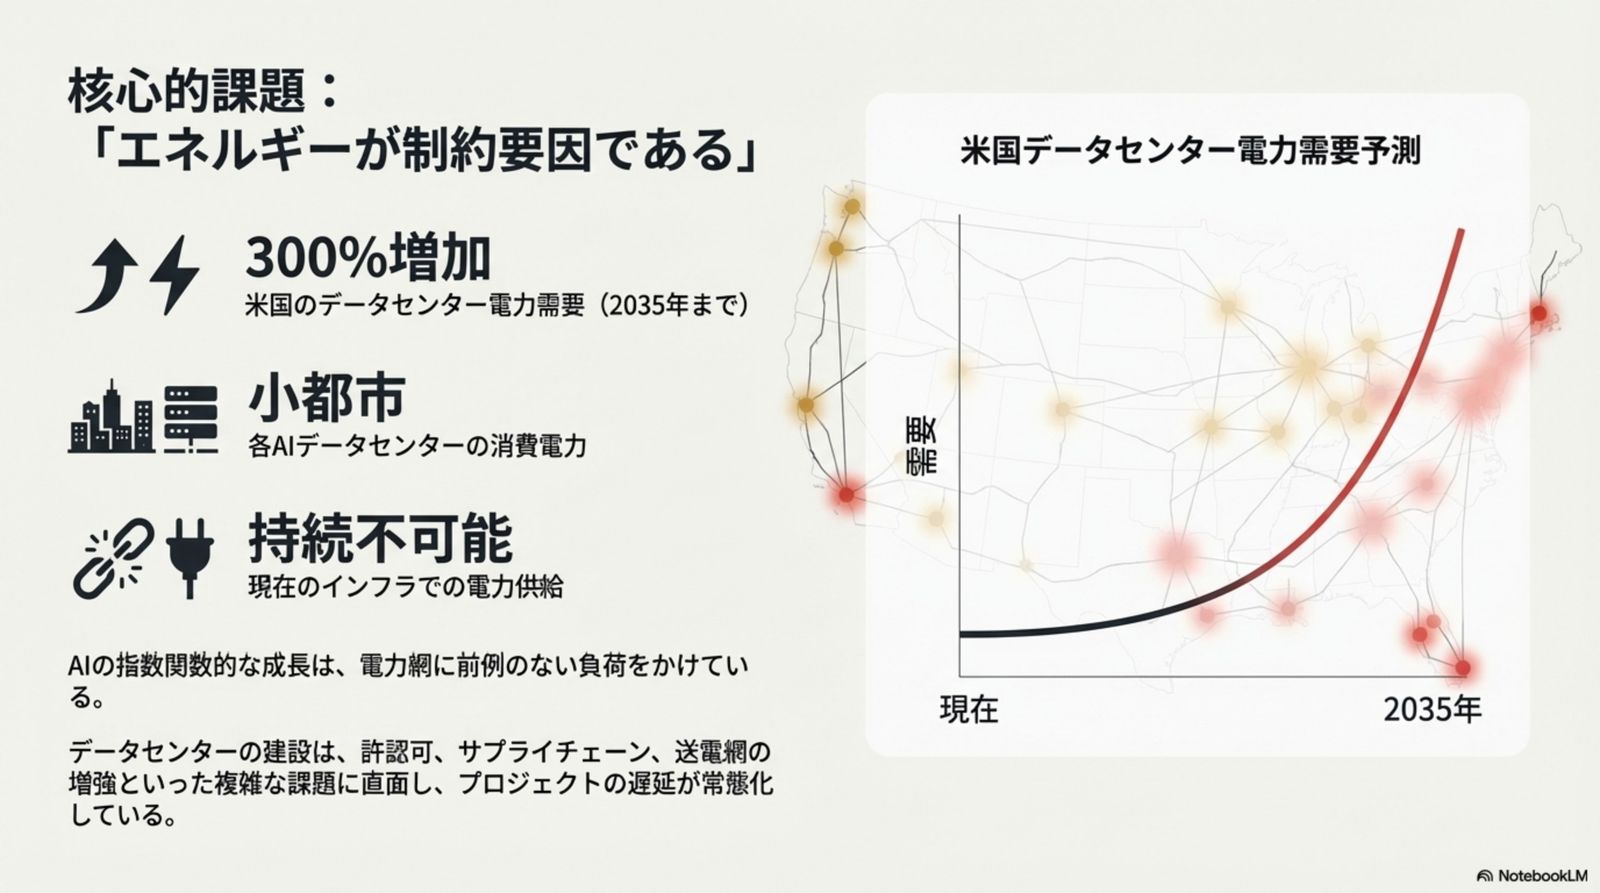 核心的課題：
「エネルギーが制約要因である」
300%増加
米国のデータセンター電力需要（2035年まで）
小都市
各AIデータセンターの消費電力
持続不可能
現在のインフラでの電力供給
AIの指数関数的な成長は、電力網に前例のない負荷をかけてい
る。
データセンターの建設は、許認可、サプライチェーン、送電網の
増強といった複雑な課題に直面し、プロジェクトの遅延が常態化
している。
米国データセンター電力需要予測
需要
現在
2035年
NotebookLM